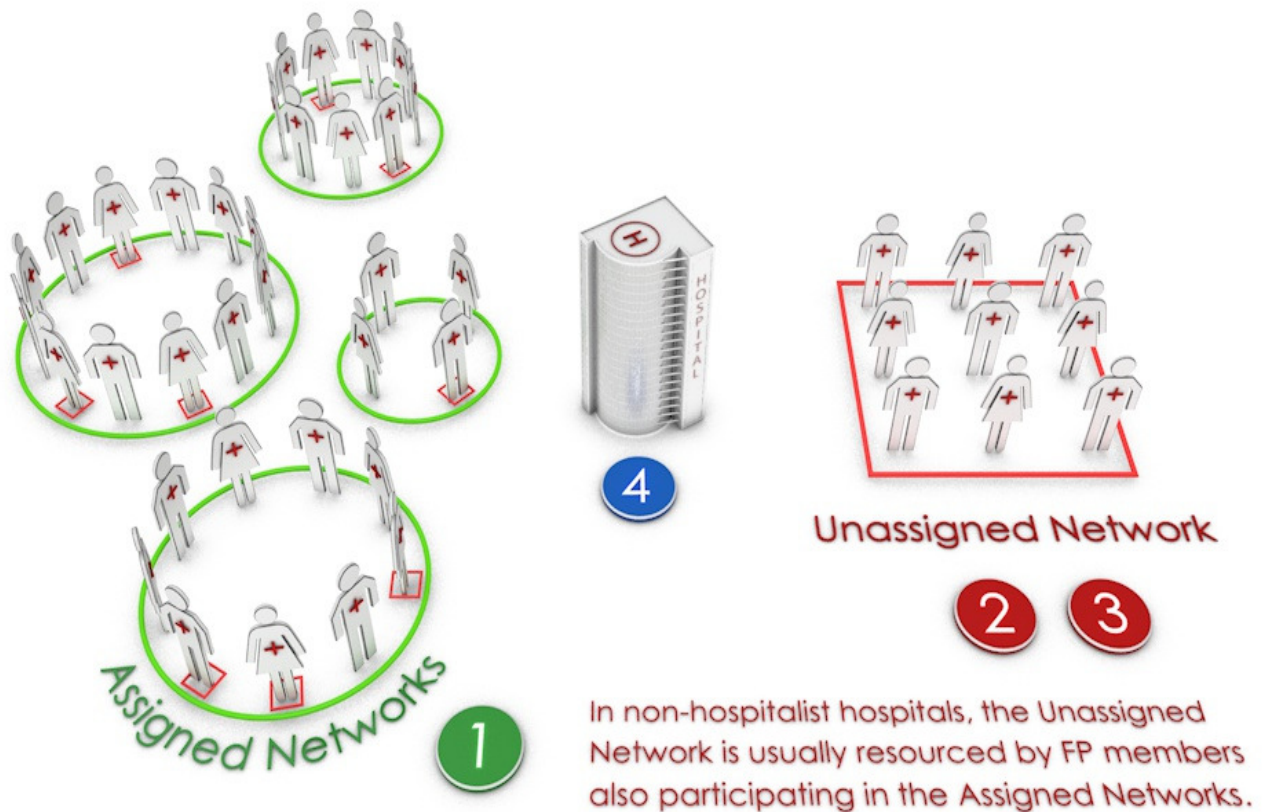 H
HOSPITAL
4
Unassigned Network
2 3
Assigned Networks
1
In non-hospitalist hospitals, the Unassigned
Network is usually resourced by FP members
also participating in the Assigned Networks.